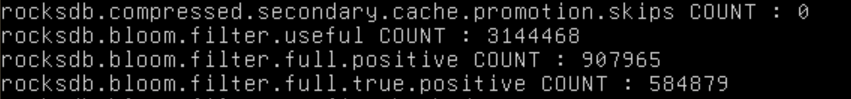 rocksdb.compressed.secondary.cache.promotion.skips COUNT : 0
rocksdb.bloom.filter.useful COUNT : 3144468
rocksdb.bloom.filter.full.positive COUNT : 907965
rocksdb.bloom.filter.full.true.positive COUNT : 584879